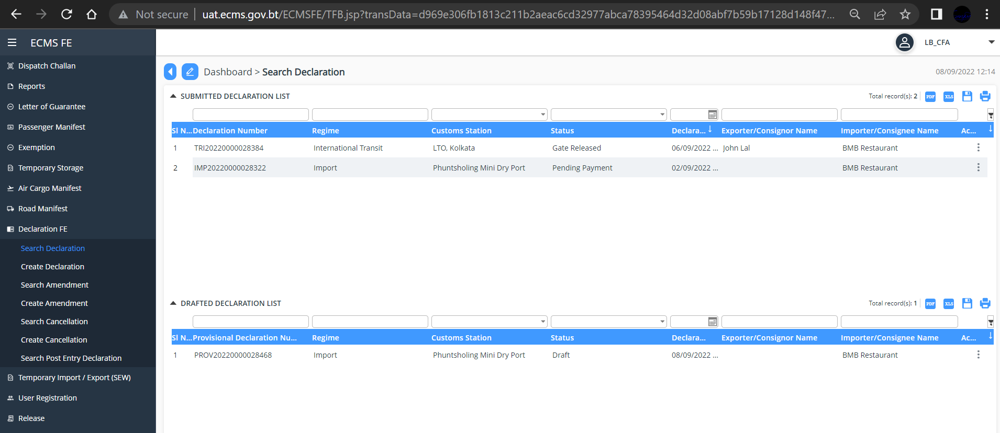 Not secure | uat.ecms.gov.bt/ECMSFE/TFB.jsp?transData=d969e306fb1813c211b2aeac6cd32977abca78395464d32d08abf7b59b17128d148f47...
ECMS FE
LB_CFA
Dispatch Challan
Reports
Letter of Guarantee
Passenger Manifest
Exemption
Temporary Storage
Air Cargo Manifest
Road Manifest
Declaration FE
Search Declaration
Create Declaration
Search Amendment
Create Amendment
Search Cancellation
Create Cancellation
Search Post Entry Declaration
Temporary Import / Export (SEW)
User Registration
Release
Dashboard > Search Declaration
08/09/2022 12:14
SUBMITTED DECLARATION LIST
Total record(s): 2
PDF
XLS
Sl N... Declaration Number Regime Customs Station Status Declara... Exporter/Consignor Name Importer/Consignee Name Ac...
1 TRI20220000028384 International Transit LTO, Kolkata Gate Released 06/09/2022 ... John Lal BMB Restaurant
2 IMP20220000028322 Import Phuntsholing Mini Dry Port Pending Payment 02/09/2022 ... BMB Restaurant
DRAFTED DECLARATION LIST
Total record(s): 1
PDF
XLS
Sl N... Provisional Declaration Nu... Regime Customs Station Status Declara... Exporter/Consignor Name Importer/Consignee Name Ac...
1 PROV20220000028468 Import Phuntsholing Mini Dry Port Draft 08/09/2022 ... BMB Restaurant